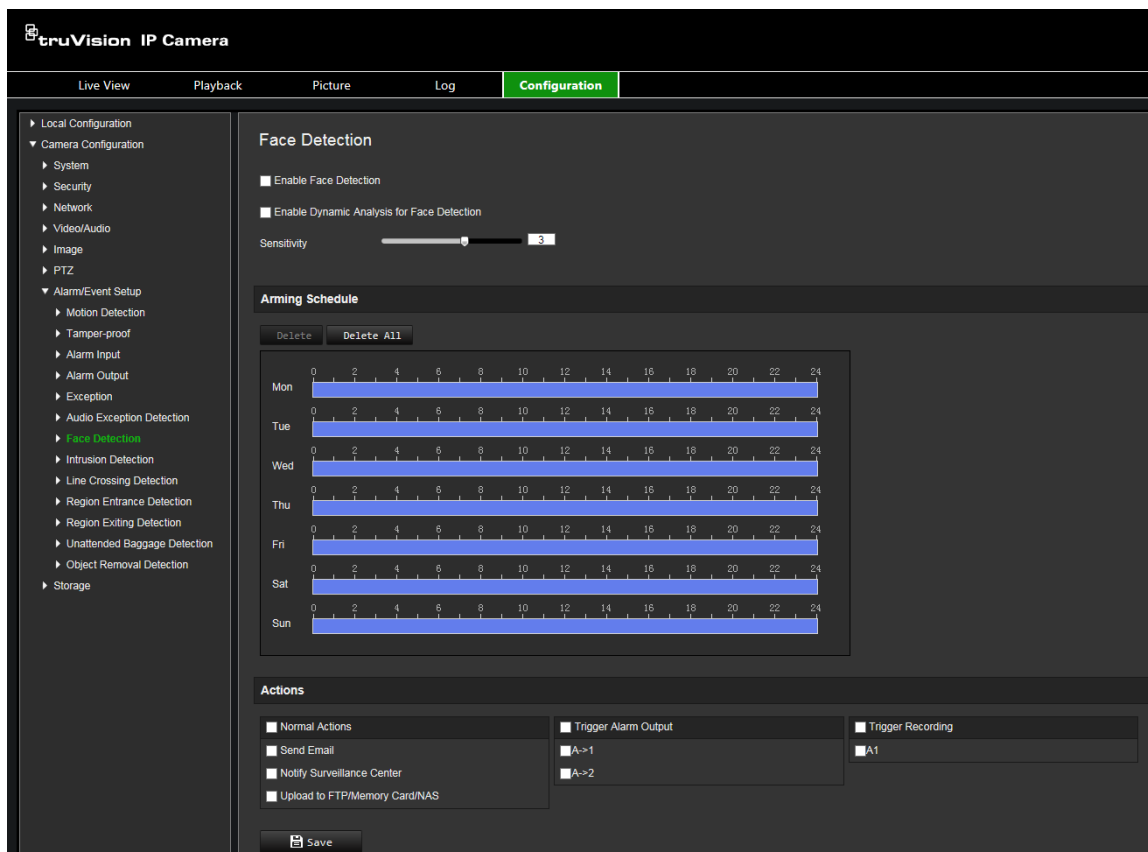 truVision IP Camera
Live View Playback Picture Log Configuration
Local Configuration
Camera Configuration
System
Security
Network
Video/Audio
Image
PTZ
Alarm/Event Setup
Motion Detection
Tamper-proof
Alarm Input
Alarm Output
Exception
Audio Exception Detection
Face Detection
Intrusion Detection
Line Crossing Detection
Region Entrance Detection
Region Exiting Detection
Unattended Baggage Detection
Object Removal Detection
Storage
Face Detection
Enable Face Detection
Enable Dynamic Analysis for Face Detection
Sensitivity 3
Arming Schedule
Delete Delete All
0 2 4 6 8 10 12 14 16 18 20 22 24
Mon
0 2 4 6 8 10 12 14 16 18 20 22 24
Tue
0 2 4 6 8 10 12 14 16 18 20 22 24
Wed
0 2 4 6 8 10 12 14 16 18 20 22 24
Thu
0 2 4 6 8 10 12 14 16 18 20 22 24
Fri
0 2 4 6 8 10 12 14 16 18 20 22 24
Sat
0 2 4 6 8 10 12 14 16 18 20 22 24
Sun
Actions
Normal Actions Trigger Alarm Output Trigger Recording
Send Email A->1 A1
Notify Surveillance Center A->2
Upload to FTP/Memory Card/NAS
Save